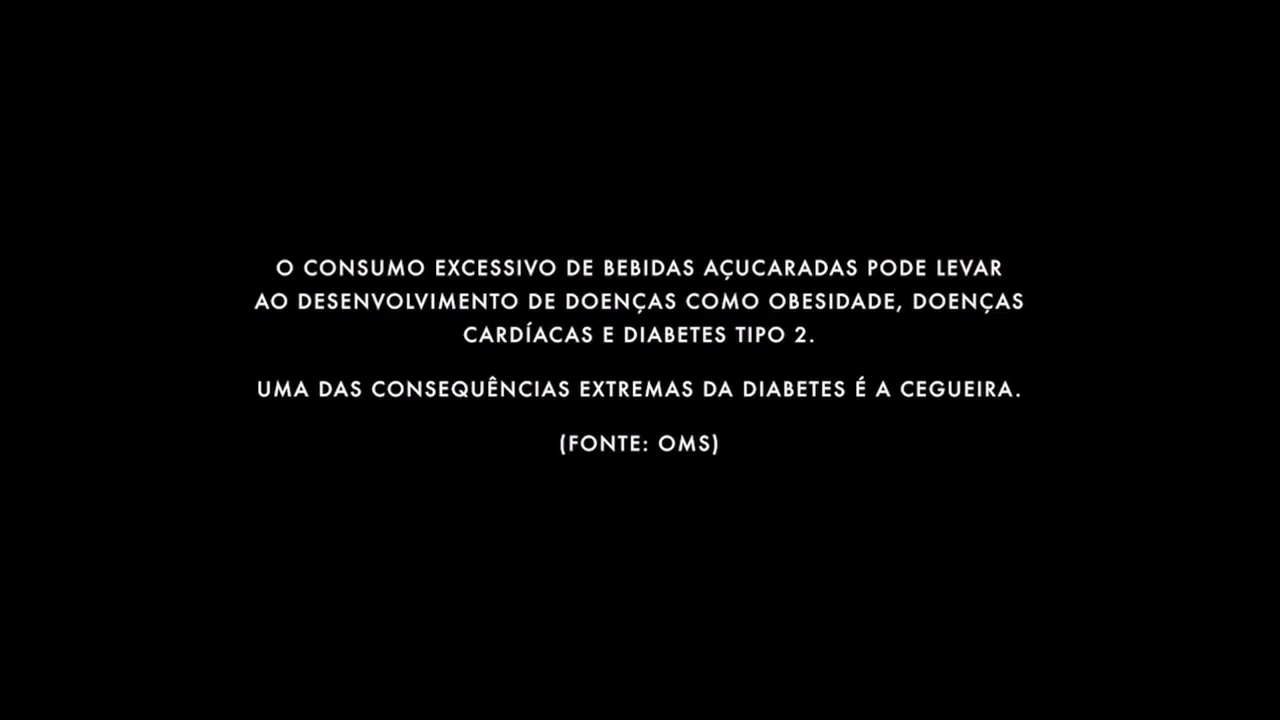 O CONSUMO EXCESSIVO DE BEBIDAS AÇUCARADAS PODE LEVAR
AO DESENVOLVIMENTO DE DOENÇAS COMO OBESIDADE, DOENÇAS
CARDÍACAS E DIABETES TIPO 2.
UMA DAS CONSEQUÊNCIAS EXTREMAS DA DIABETES É A CEGUEIRA.
(FONTE: OMS)